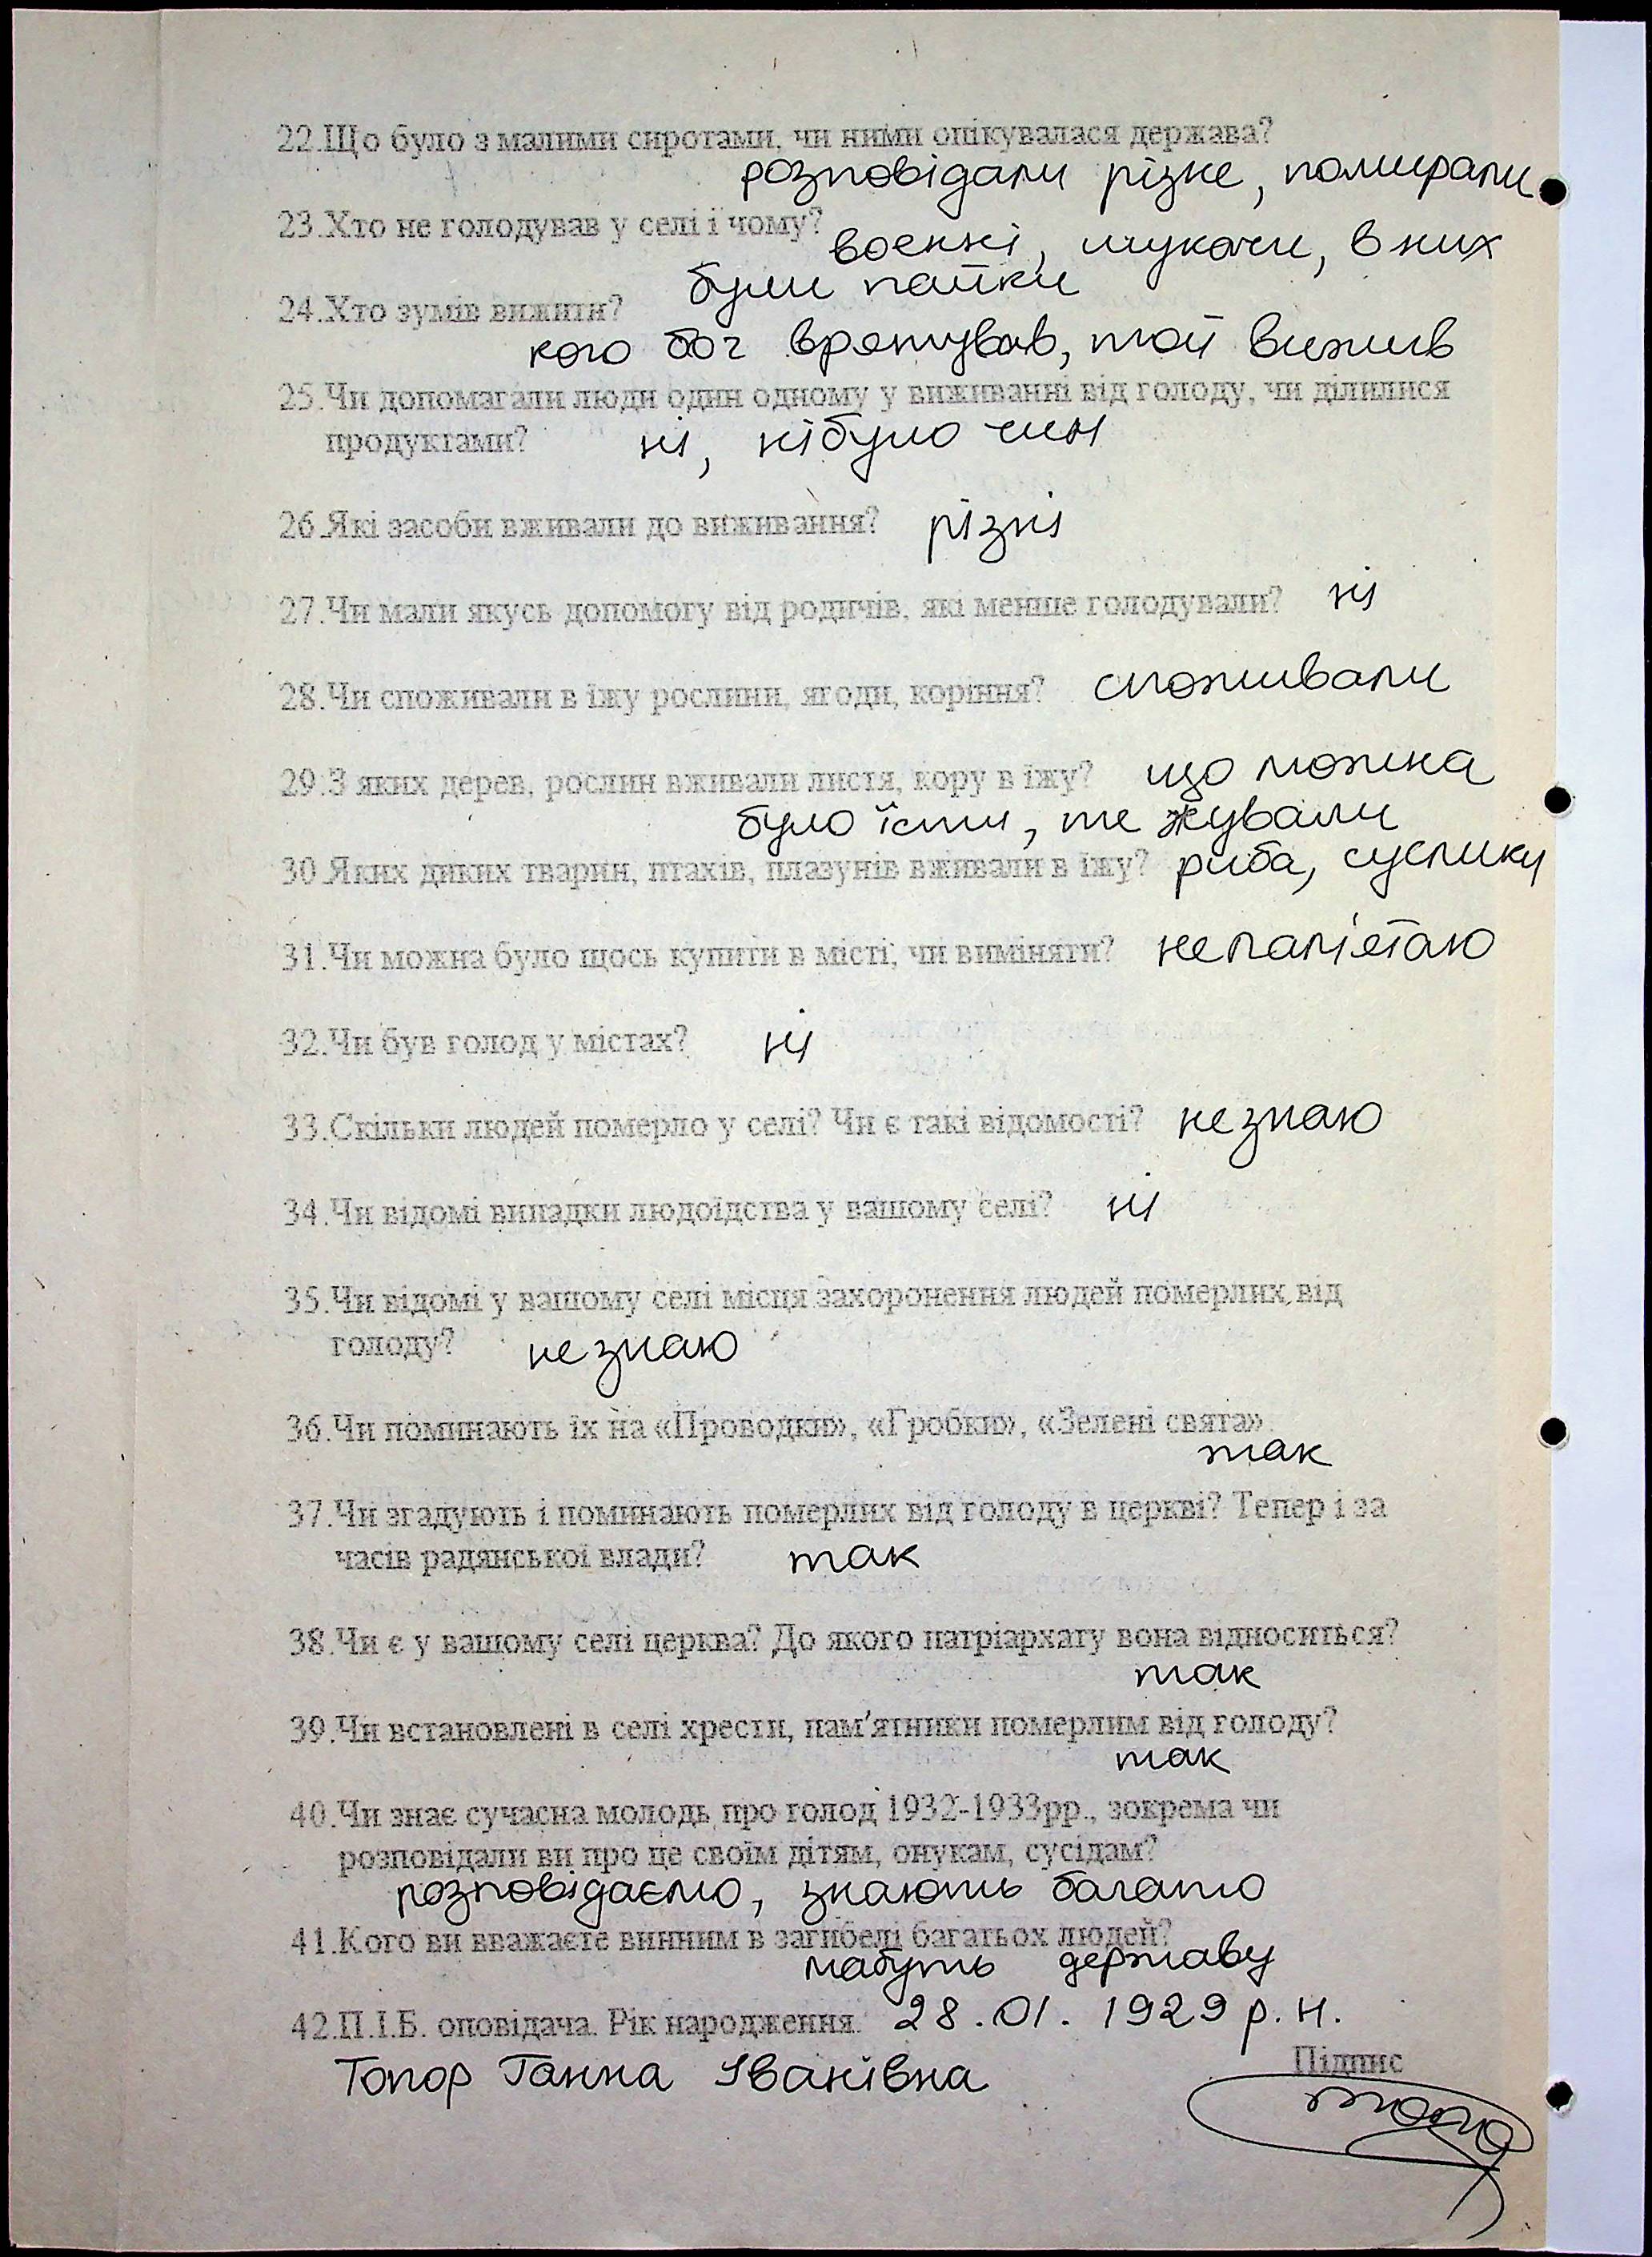 22.Що було з малими сиротами, чи ними опікувалася держава?
розповідали різне, помирали
23.Хто не голодував у селі і чому?
воєнні, шукачи, в них
були пайки
24.Хто зумів вижити?
кого бог врятував, той вижив
25.Чи допомагали люди один одному у виживанні від голоду, чи ділилися
продуктами? ні, нібуло чим
26.Які засоби вживали до виживання? різні
27.Чи мали якусь допомогу від родичів, які менше голодували? ні
28.Чи споживали в їжу рослини, ягоди, коріння? споживали
29.З яких дерев, рослин вживали листя, кору в їжу? що можна
було їсти, те жували
30.Яких диких тварин, птахів, плазунів вживали в їжу? риба, суслики
31.Чи можна було щось купити в місті, чи виміняти? не пам'ятаю
32.Чи був голод у містах? ні
33.Скільки людей померло у селі? Чи є такі відомості? не знаю
34.Чи відомі випадки людоїдства у вашому селі? ні
35.Чи відомі у вашому селі місця захоронення людей померлих від
голоду? не знаю
36.Чи поминають їх на «Проводки», «Гробки», «Зелені свята».
так
37.Чи згадують і поминають померлих від голоду в церкві? Тепер і за
часів радянської влади? так
38.Чи є у вашому селі церква? До якого патріархату вона відноситься?
так
39.Чи встановлені в селі хрести, пам'ятники померлим від голоду?
так
40.Чи знає сучасна молодь про голод 1932-1933рр., зокрема чи
розповідали ви про це своїм дітям, онукам, сусідам?
розповідаємо, знають багато
41.Кого ви вважаєте винним в загибелі багатьох людей?
мабуть державу
42.П.І.Б. оповідача. Рік народження. 28.01.1929 р.н.
Топор Ганна Іванівна
Підпис